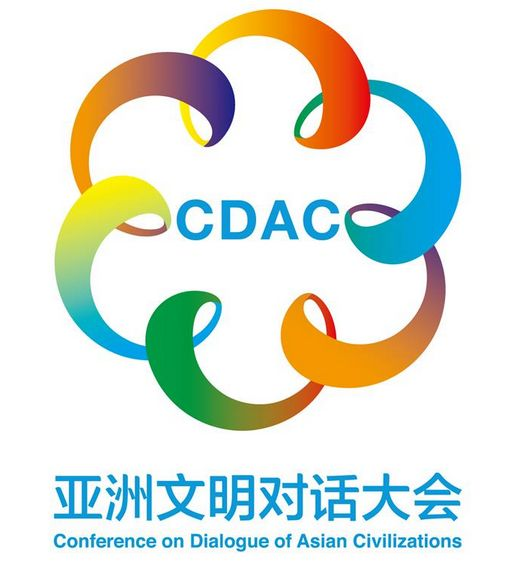 CDAC
亚洲文明对话大会
Conference on Dialogue of Asian Civilizations